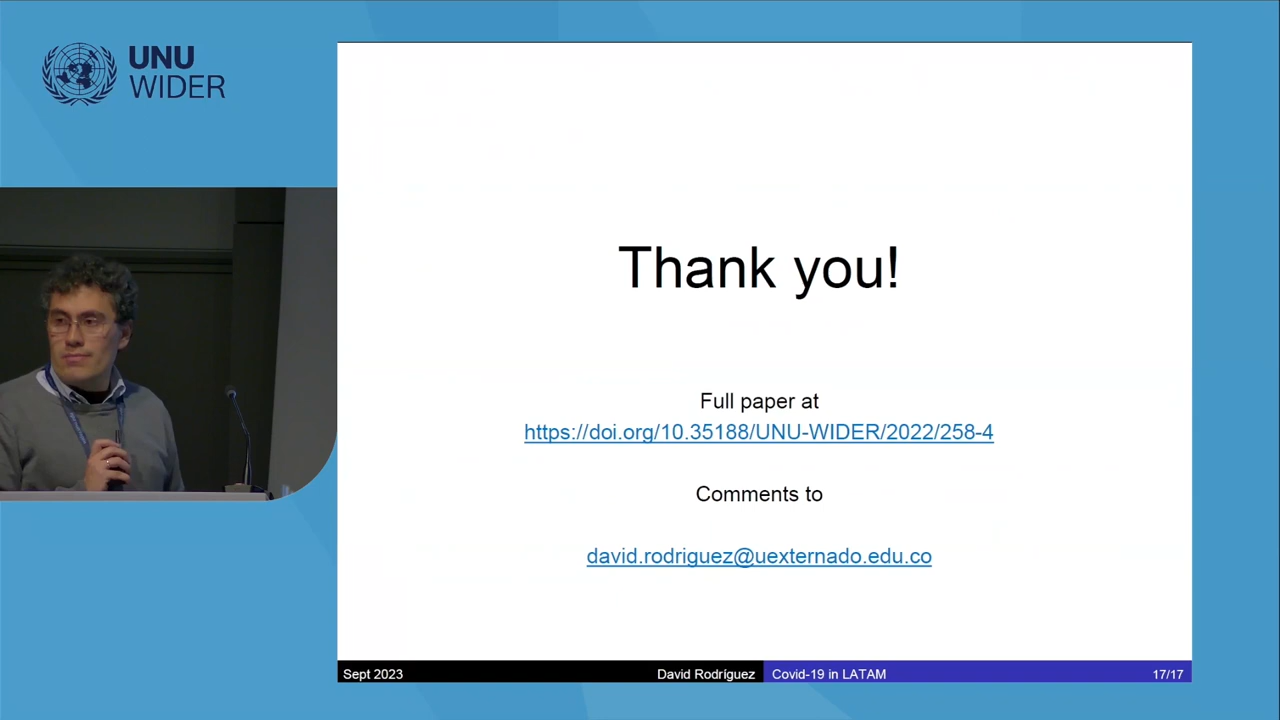 UNU
WIDER
Thank you!
Full paper at
https://doi.org/10.35188/UNU-WIDER/2022/258-4
Comments to
david.rodriguez@uexternado.edu.co
Sept 2023
David Rodríguez
Covid-19 in LATAM
17/17